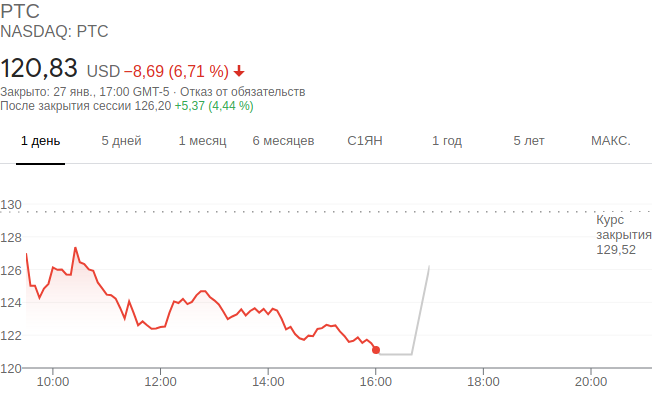 PTC
NASDAQ: PTC
120,83 USD −8,69 (6,71 %)
Закрыто: 27 янв., 17:00 GMT-5 · Отказ от обязательств
После закрытия сессии 126,20 +5,37 (4,44 %)
1 день 5 дней 1 месяц 6 месяцев С1ЯН 1 год 5 лет МАКС.
130
Курс
закрытия
129,52
128
126
124
122
120
10:00 12:00 14:00 16:00 18:00 20:00